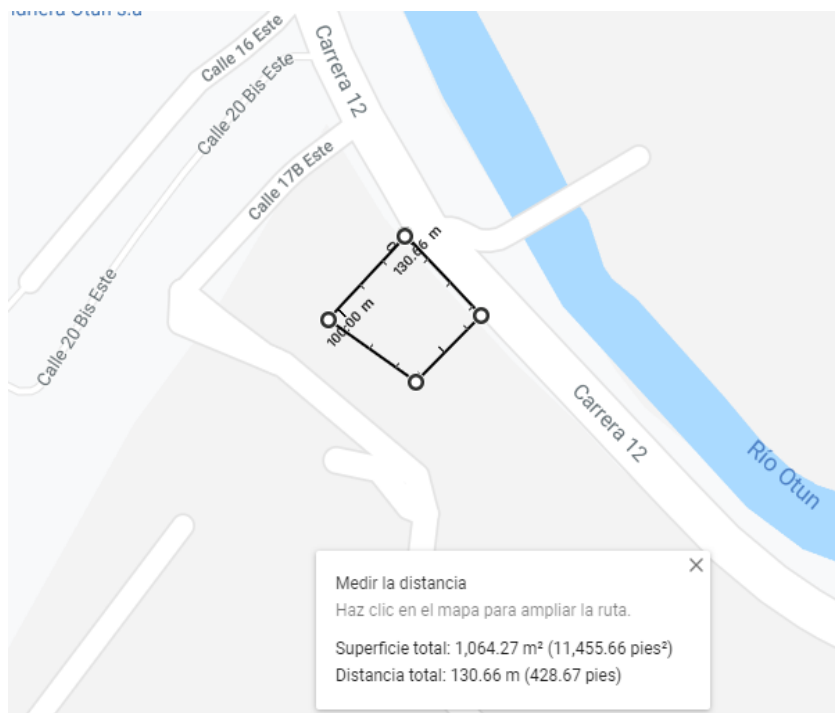 Otun s.a
Calle 16 Este
Carrera 12
Calle 20 Bis Este
Calle 17B Este
0
130.66 m
100.00 m
Calle 20 Bis Este
Carrera 12
Río Otun
Medir la distancia
Haz clic en el mapa para ampliar la ruta.
Superficie total: 1,064.27 m² (11,455.66 pies²)
Distancia total: 130.66 m (428.67 pies)